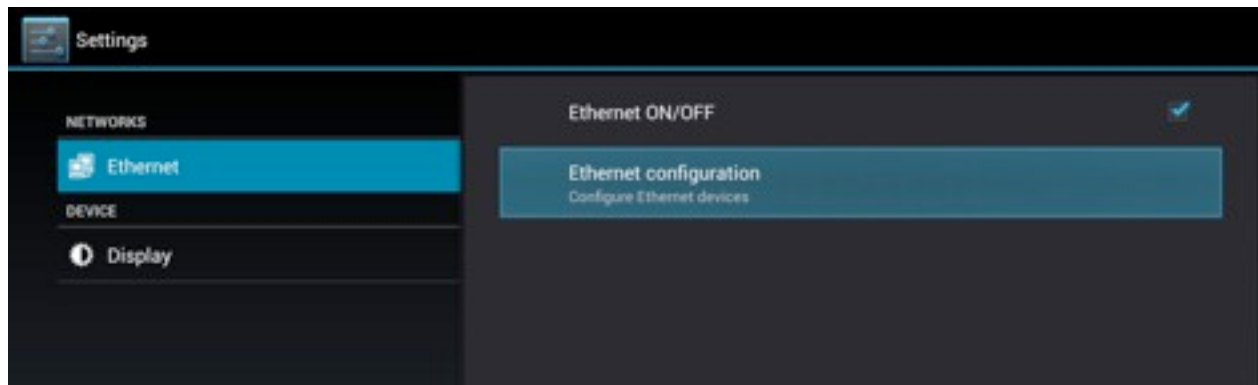 Settings
NETWORKS
Ethernet
DEVICE
Display
Ethernet ON/OFF
Ethernet configuration
Configure Ethernet devices